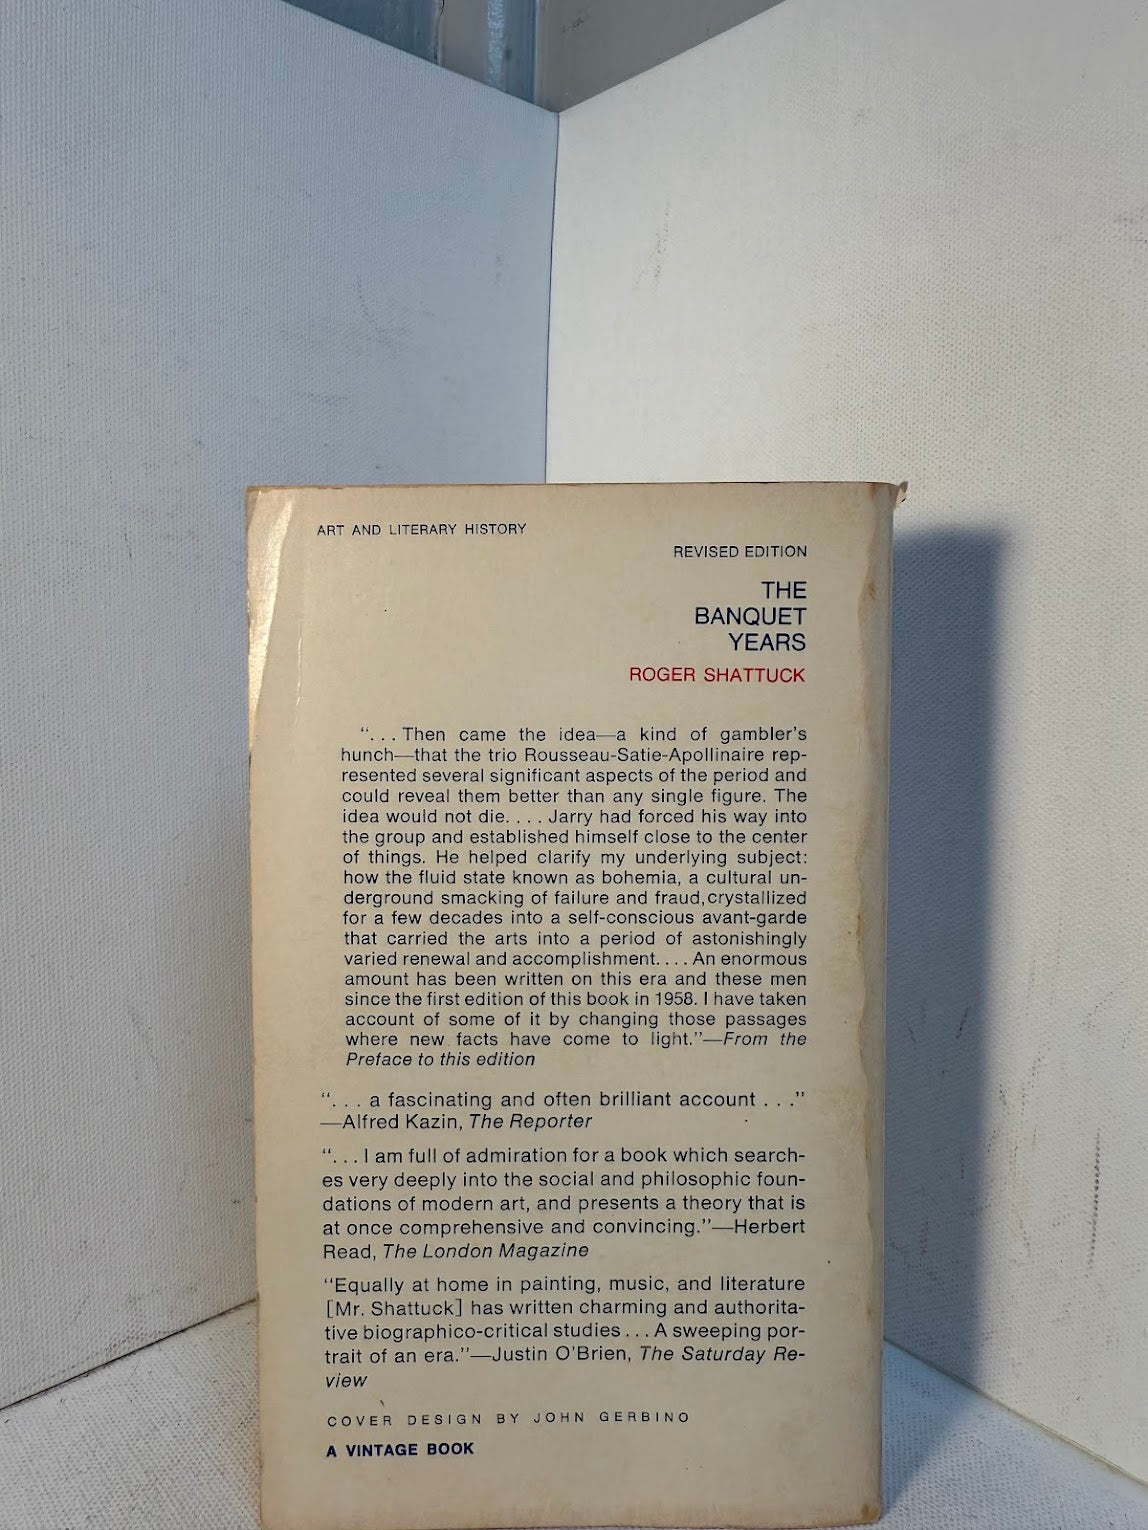 ART AND LITERARY HISTORY
REVISED EDITION
THE
BANQUET
YEARS
ROGER SHATTUCK
“. . . Then came the idea—a kind of gambler's
hunch—that the trio Rousseau-Satie-Apollinaire rep-
resented several significant aspects of the period and
could reveal them better than any single figure. The
idea would not die. . . . Jarry had forced his way into
the group and established himself close to the center
of things. He helped clarify my underlying subject:
how the fluid state known as bohemia, a cultural un-
derground smacking of failure and fraud, crystallized
for a few decades into a self-conscious avant-garde
that carried the arts into a period of astonishingly
varied renewal and accomplishment. . . . An enormous
amount has been written on this era and these men
since the first edition of this book in 1958. I have taken
account of some of it by changing those passages
where new facts have come to light.”—From the
Preface to this edition
“. . . a fascinating and often brilliant account . . .”
—Alfred Kazin, The Reporter
“. . . I am full of admiration for a book which search-
es very deeply into the social and philosophic foun-
dations of modern art, and presents a theory that is
at once comprehensive and convincing.”—Herbert
Read, The London Magazine
“Equally at home in painting, music, and literature
[Mr. Shattuck] has written charming and authorita-
tive biographico-critical studies . . . A sweeping por-
trait of an era.”—Justin O'Brien, The Saturday Re-
view
COVER DESIGN BY JOHN GERBINO
A VINTAGE BOOK